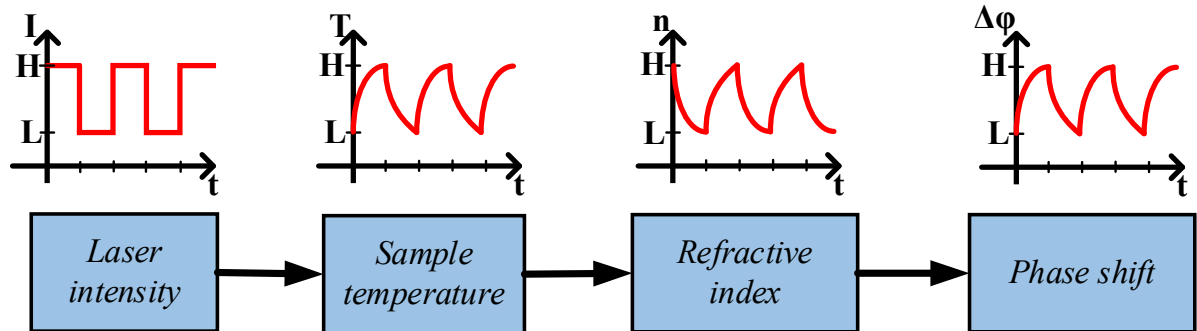 I
H
L
t
T
H
L
t
n
H
L
t
Δφ
H
L
t
Laser
intensity
Sample
temperature
Refractive
index
Phase shift